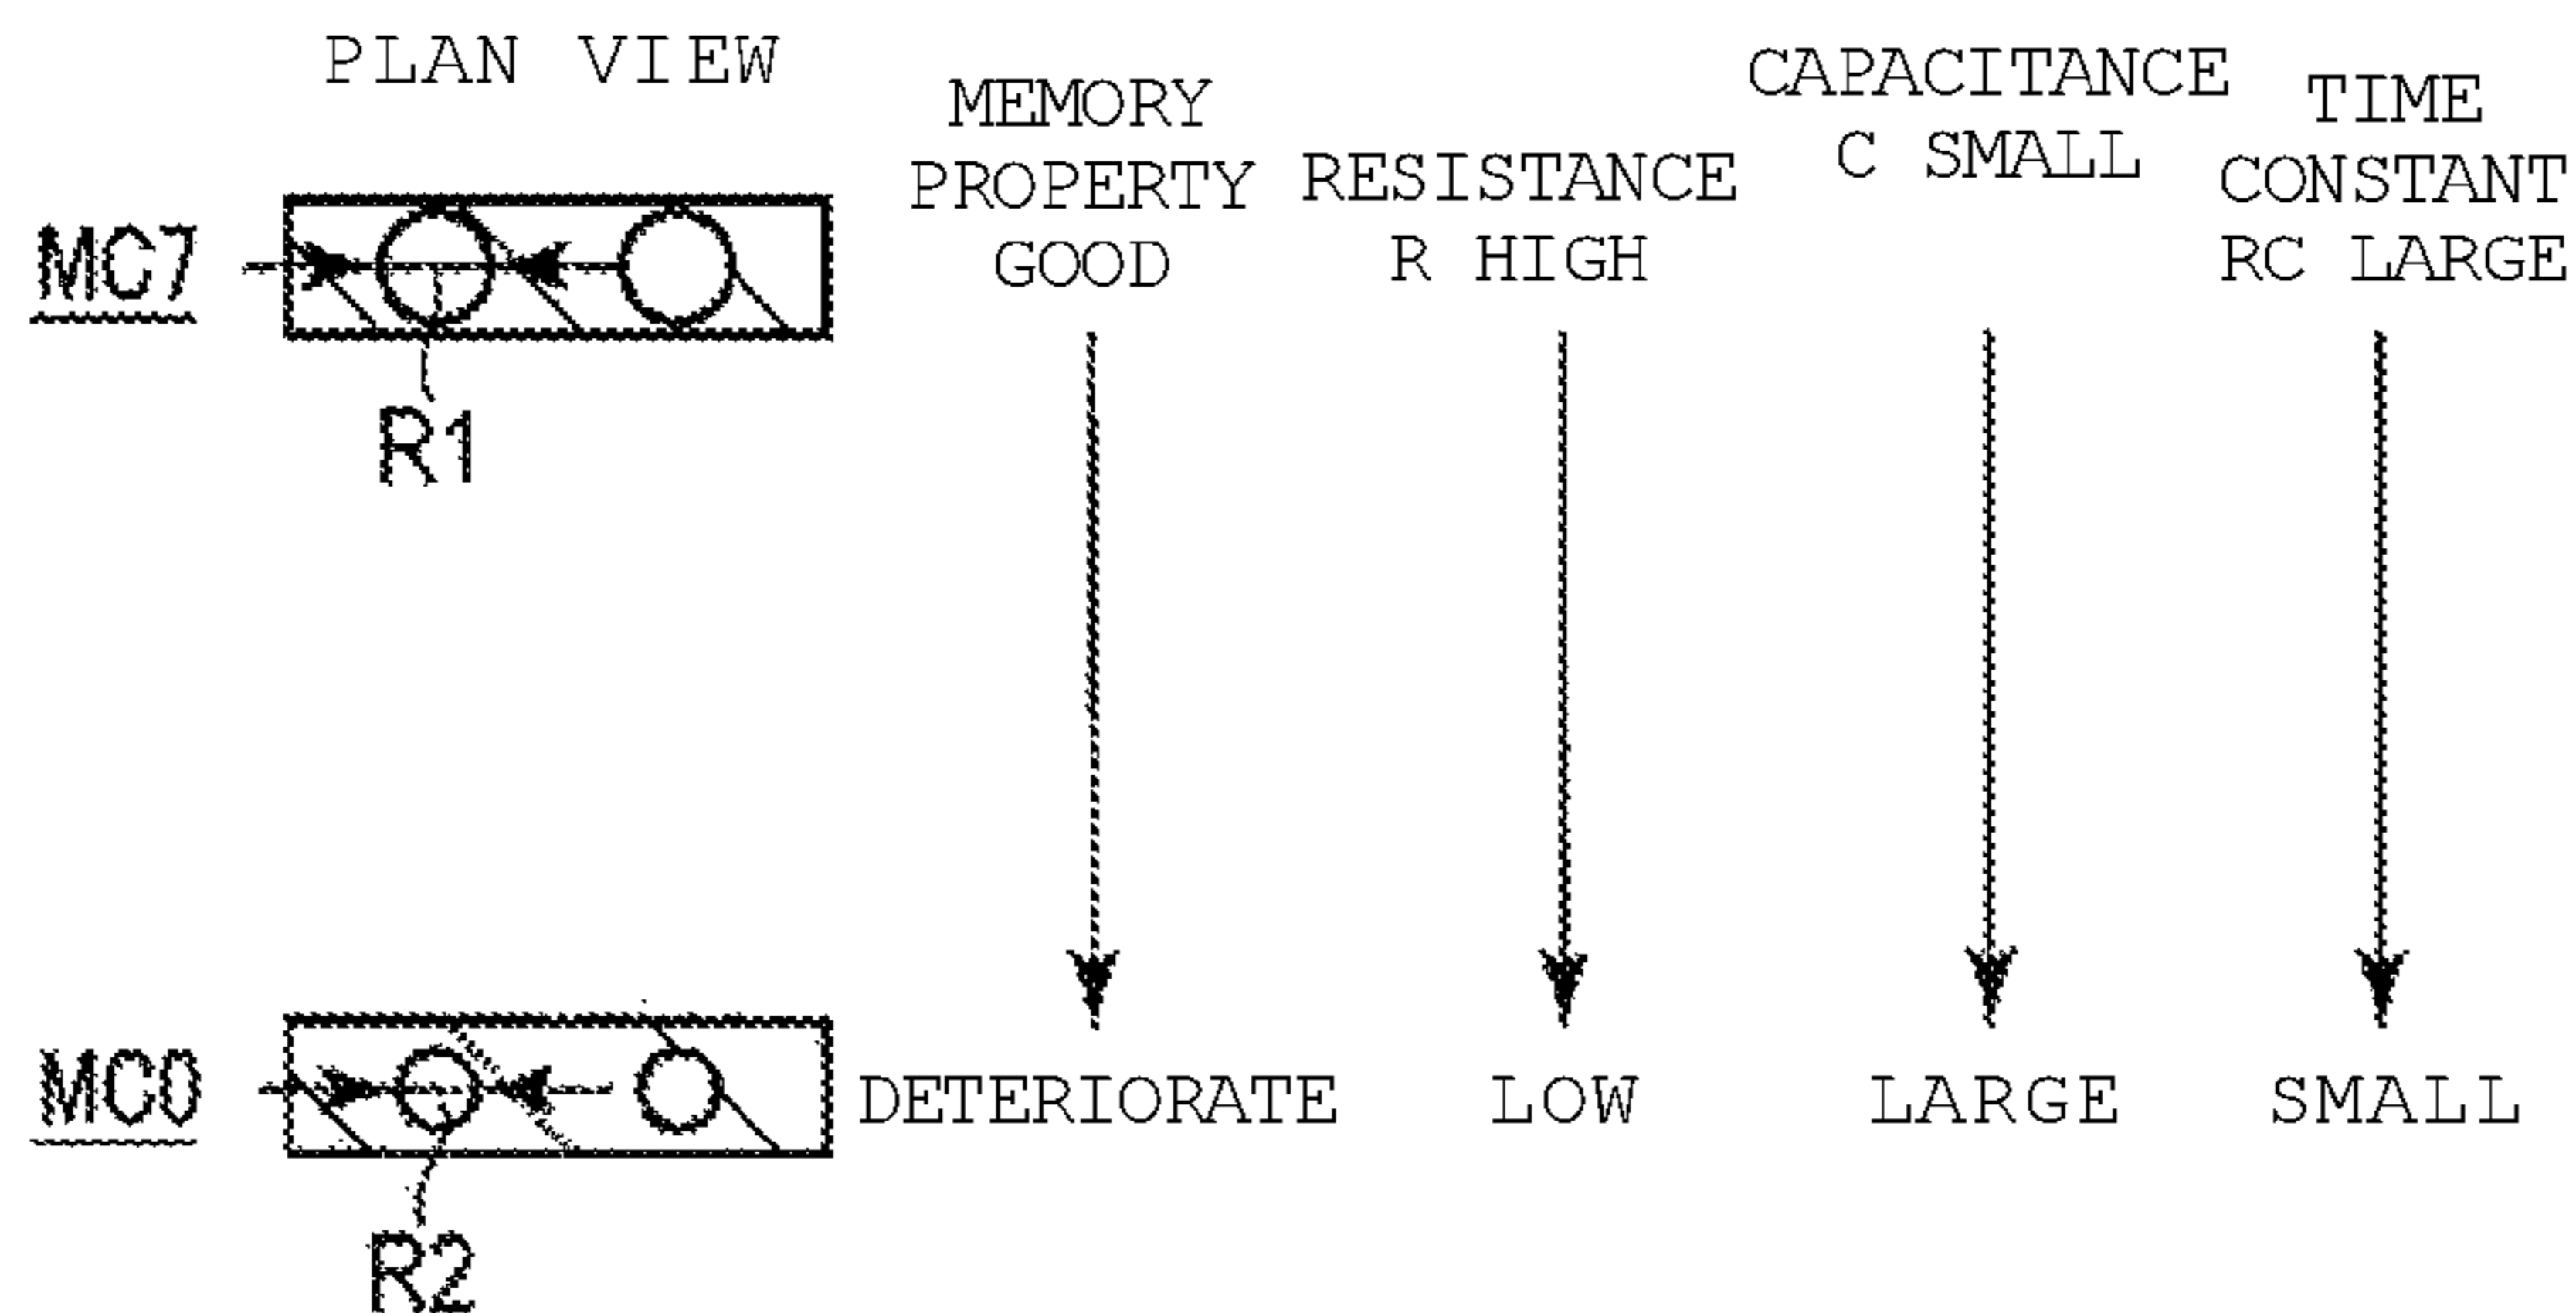 PLAN VIEW
MEMORY
PROPERTY
GOOD
RESISTANCE
R HIGH
CAPACITANCE
C SMALL
TIME
CONSTANT
RC LARGE
MC7
R1
MC0
DETERIORATE
LOW
LARGE
SMALL
R2